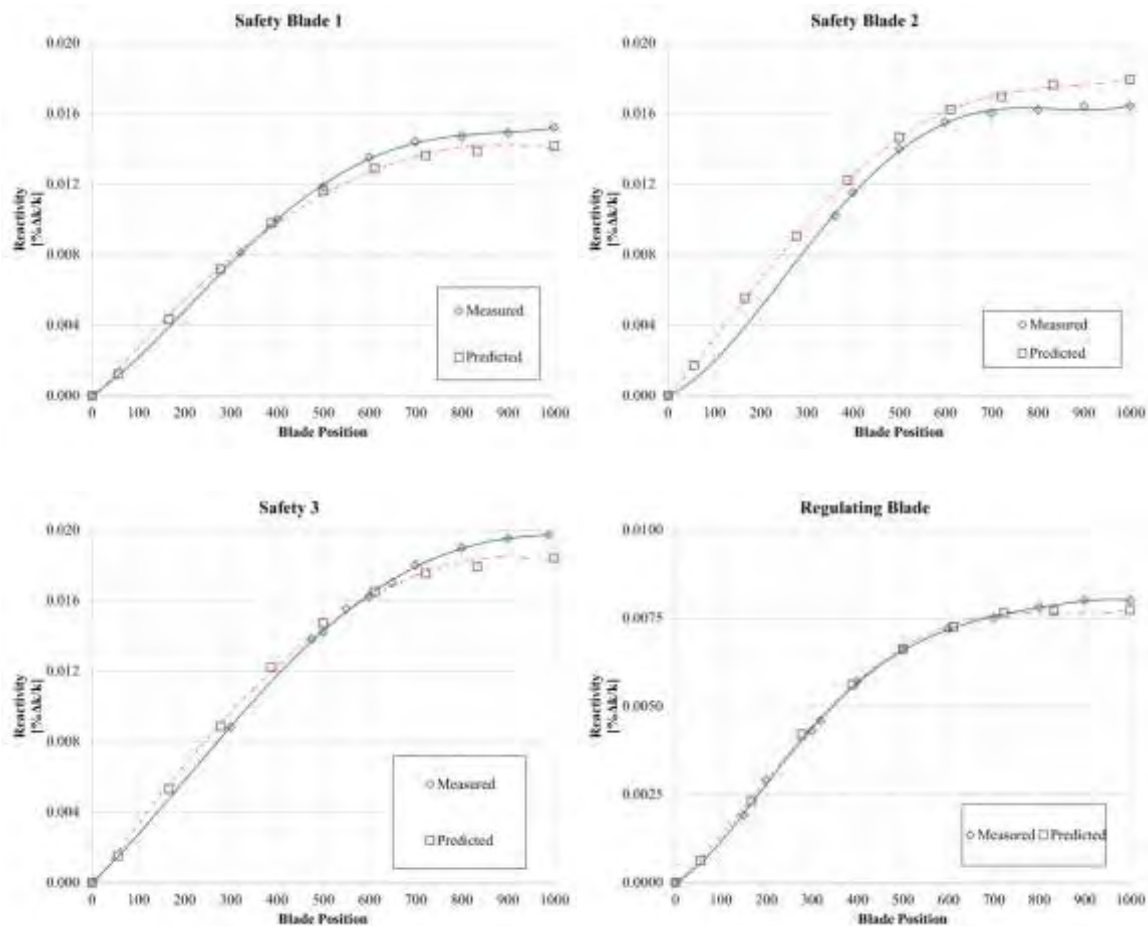 Safety Blade 1
0.020
0.016
0.012
0.008
0.004
0.000
Reactivity
[%Δk/k]
Measured
Predicted
0 100 200 300 400 500 600 700 800 900 1000
Blade Position
Safety Blade 2
0.020
0.016
0.012
0.008
0.004
0.000
Reactivity
[%Δk/k]
Measured
Predicted
0 100 200 300 400 500 600 700 800 900 1000
Blade Position
Safety 3
0.020
0.016
0.012
0.008
0.004
0.000
Reactivity
[%Δk/k]
Measured
Predicted
0 100 200 300 400 500 600 700 800 900 1000
Blade Position
Regulating Blade
0.0100
0.0075
0.0050
0.0025
0.0000
Reactivity
[%Δk/k]
Measured Predicted
0 100 200 300 400 500 600 700 800 900 1000
Blade Position